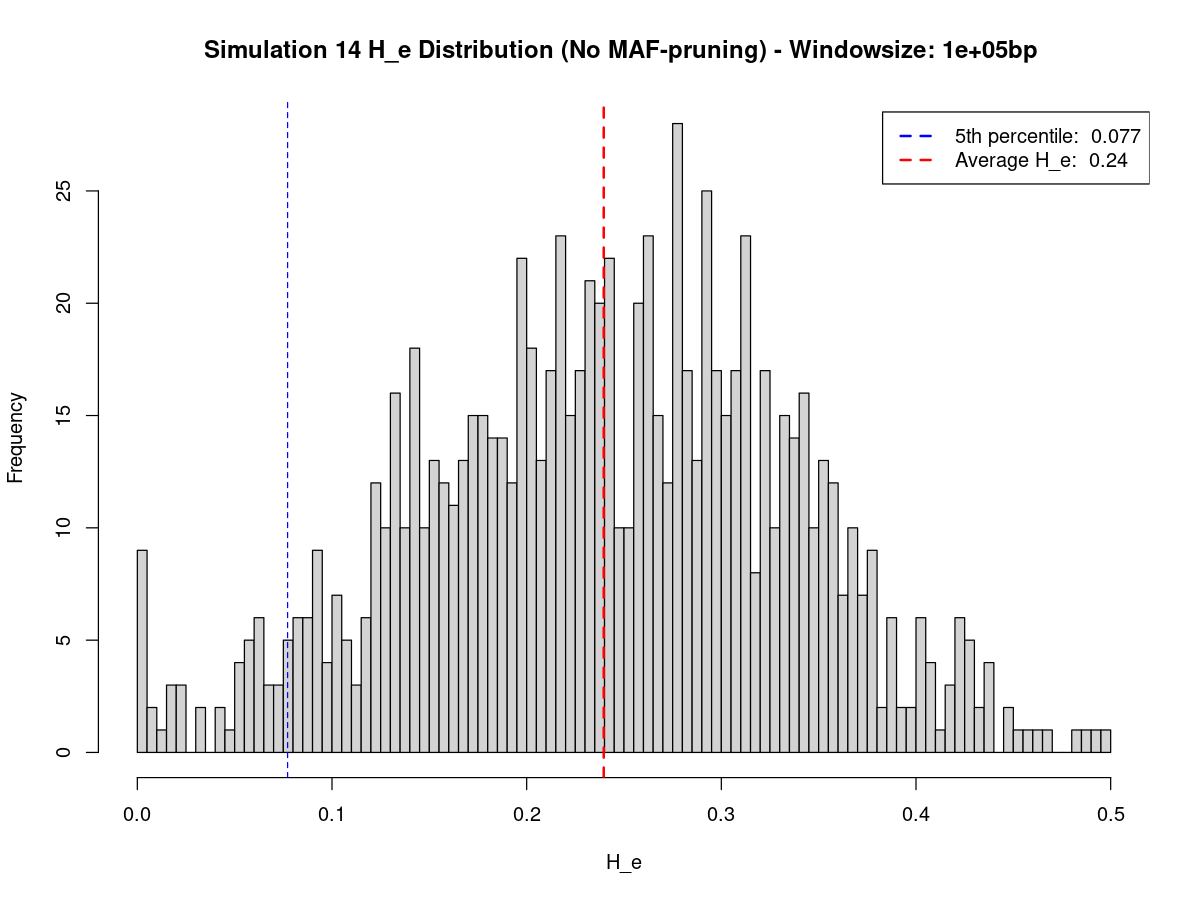 Simulation 14 H_e Distribution (No MAF-pruning) - Windowsize: 1e+05bp
5th percentile:  0.077
Average H_e:  0.24
25
20
15
10
5
0
Frequency
0.0 0.1 0.2 0.3 0.4 0.5
H_e